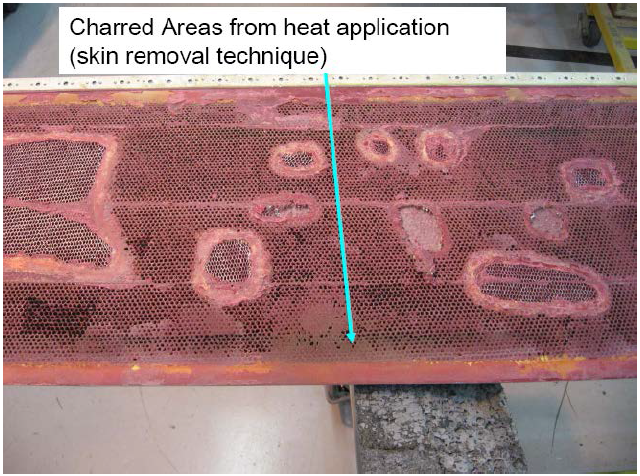 Charred Areas from heat application
(skin removal technique)